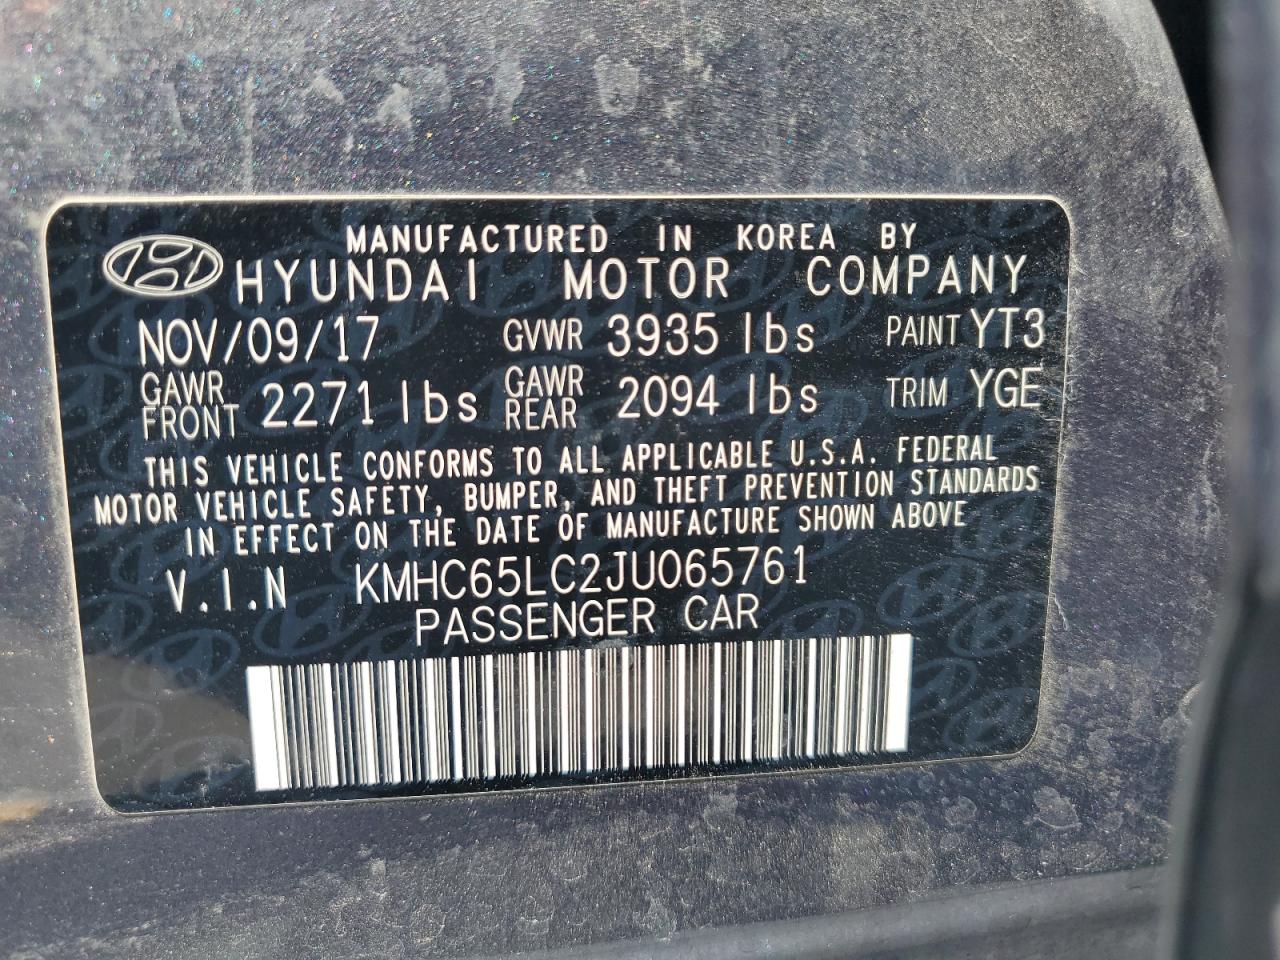 MANUFACTURED IN KOREA BY
HYUNDAI MOTOR COMPANY
NOV/09/17 GVWR 3935 lbs PAINT YT3
GAWR FRONT 2271 lbs GAWR REAR 2094 lbs TRIM YGE
THIS VEHICLE CONFORMS TO ALL APPLICABLE U.S.A. FEDERAL
MOTOR VEHICLE SAFETY, BUMPER, AND THEFT PREVENTION STANDARDS
IN EFFECT ON THE DATE OF MANUFACTURE SHOWN ABOVE
V.I.N KMHC65LC2JU065761
PASSENGER CAR